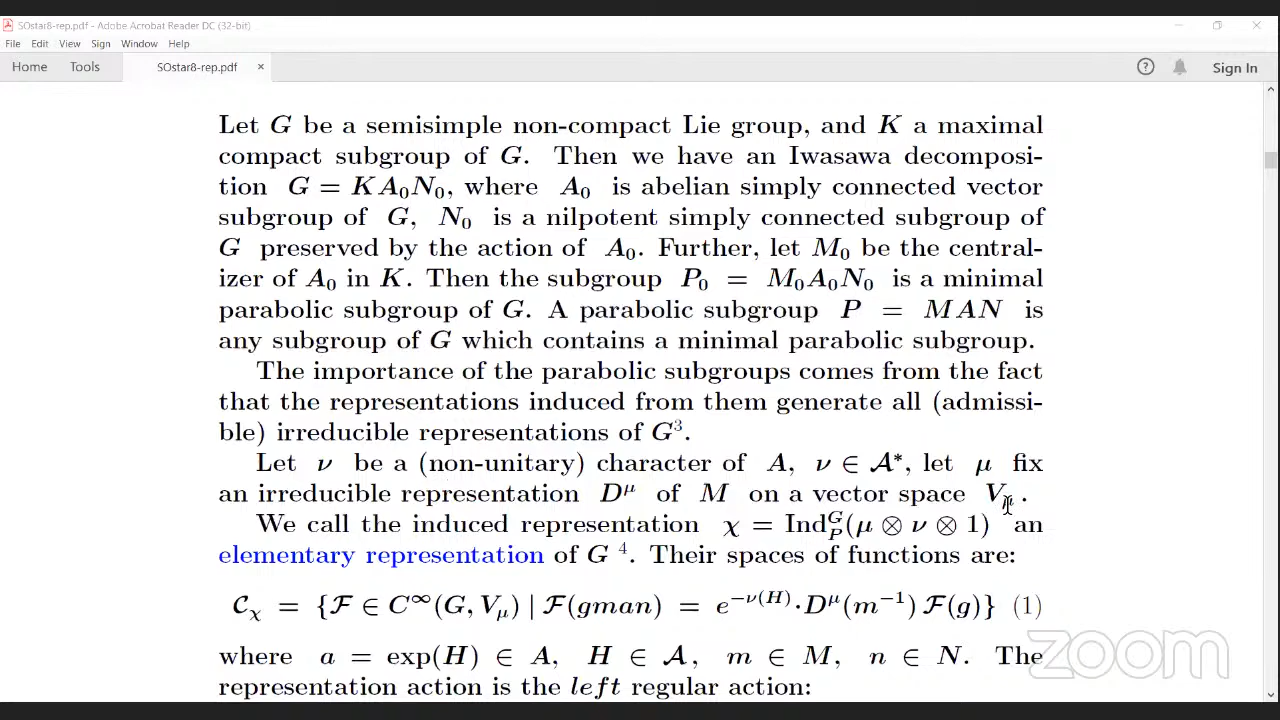 SOstar8-rep.pdf - Adobe Acrobat Reader DC (32-bit)
File Edit View Sign Window Help
Home Tools SOstar8-rep.pdf × Sign In
Let G be a semisimple non-compact Lie group, and K a maximal
compact subgroup of G. Then we have an Iwasawa decomposi-
tion G = KA₀N₀, where A₀ is abelian simply connected vector
subgroup of G, N₀ is a nilpotent simply connected subgroup of
G preserved by the action of A₀. Further, let M₀ be the central-
izer of A₀ in K. Then the subgroup P₀ = M₀A₀N₀ is a minimal
parabolic subgroup of G. A parabolic subgroup P = MAN is
any subgroup of G which contains a minimal parabolic subgroup.
The importance of the parabolic subgroups comes from the fact
that the representations induced from them generate all (admissi-
ble) irreducible representations of G³.
Let ν be a (non-unitary) character of A, ν ∈ 𝒜*, let μ fix
an irreducible representation D^μ of M on a vector space V_μ.
We call the induced representation χ = Ind_P^G(μ ⊗ ν ⊗ 1) an
elementary representation of G ⁴. Their spaces of functions are:
𝒞_χ = {ℱ ∈ C^∞(G, V_μ) | ℱ(gman) = e^{−ν(H)} · D^μ(m⁻¹) ℱ(g)} (1)
where a = exp(H) ∈ A, H ∈ 𝒜, m ∈ M, n ∈ N. The
representation action is the left regular action:
zoom